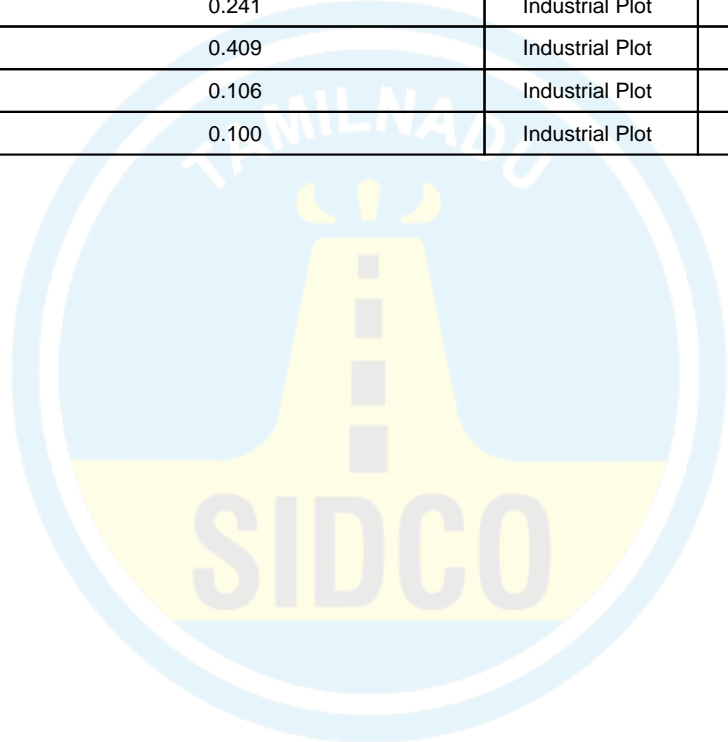 0.241 Industrial Plot
0.409 Industrial Plot
0.106 Industrial Plot
0.100 Industrial Plot
TAMILNADU
SIDCO